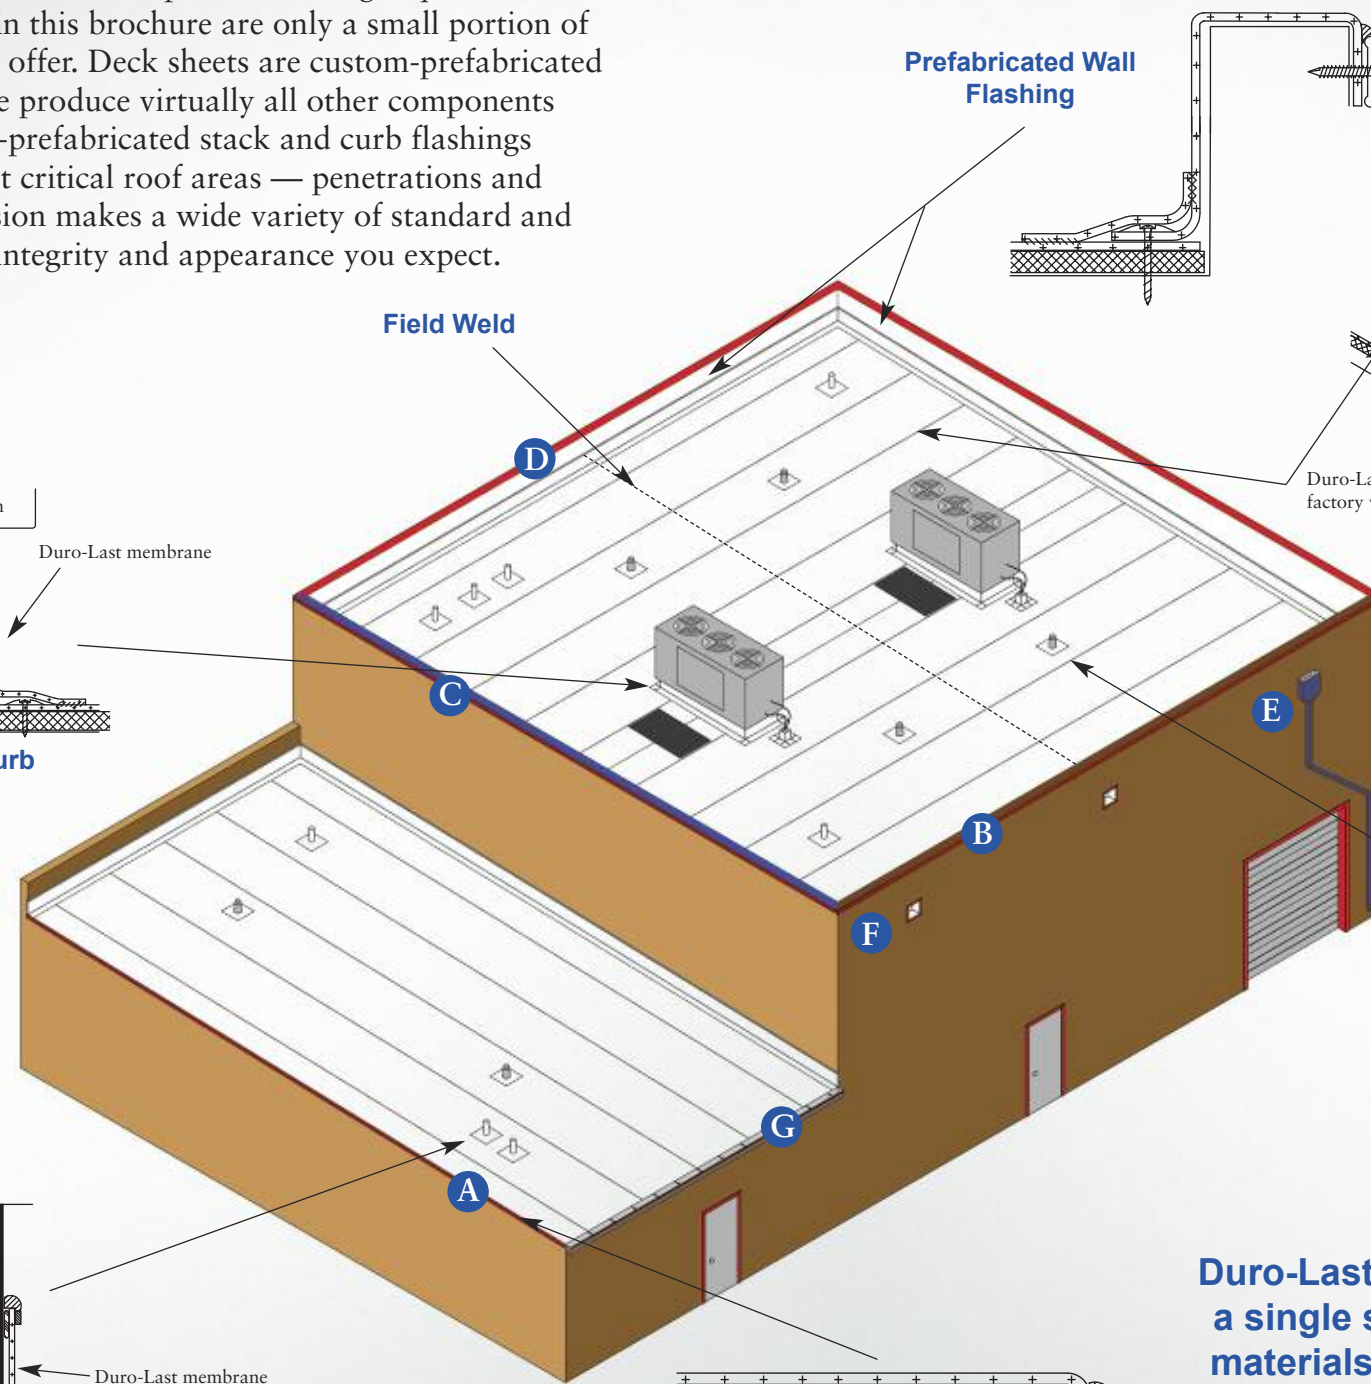 in this brochure are only a small portion of
offer. Deck sheets are custom-prefabricated
e produce virtually all other components
-prefabricated stack and curb flashings
t critical roof areas — penetrations and
sion makes a wide variety of standard and
integrity and appearance you expect.
Prefabricated Wall
Flashing
Field Weld
D
Duro-La
factory
n
Duro-Last membrane
C
E
urb
B
F
G
A
Duro-Last
a single s
materials
Duro-Last membrane